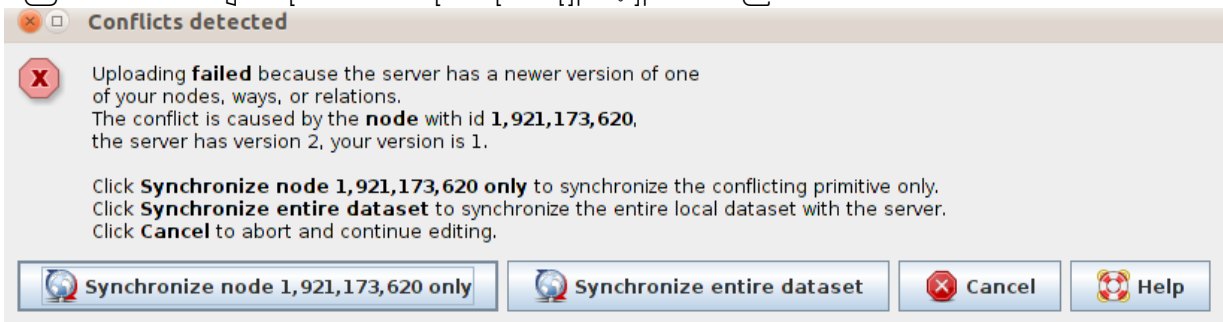 Conflicts detected
Uploading failed because the server has a newer version of one
of your nodes, ways, or relations.
The conflict is caused by the node with id 1,921,173,620,
the server has version 2, your version is 1.
Click Synchronize node 1,921,173,620 only to synchronize the conflicting primitive only.
Click Synchronize entire dataset to synchronize the entire local dataset with the server.
Click Cancel to abort and continue editing.
Synchronize node 1,921,173,620 only
Synchronize entire dataset
Cancel
Help